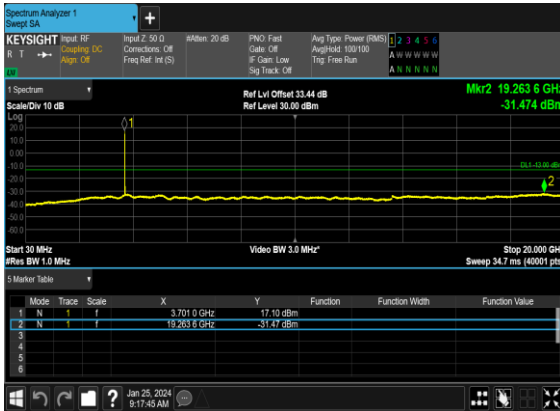 Spectrum Analyzer 1
Swept SA
+
KEYSIGHT Input: RF Input Z: 50 Ω #Atten: 20 dB PNO: Fast Avg Type: Power (RMS) 1 2 3 4 5 6
R T Coupling: DC Corrections: Off Gate: Off Avg|Hold: 100/100 A W W W W W
Align: Off Freq Ref: Int (S) IF Gain: Low Trig: Free Run
Sig Track: Off A N N N N N
1 Spectrum
Ref Lvl Offset 33.44 dB Mkr2 19.263 6 GHz
Scale/Div 10 dB Ref Level 30.00 dBm -31.474 dBm
Log
20.0
10.0
0.00
-10.0
-20.0
-30.0
-40.0
-50.0
-60.0
1
DL1 -13.00 dBm
2
Start 30 MHz Video BW 3.0 MHz* Stop 20.000 GHz
#Res BW 1.0 MHz Sweep 34.7 ms (40001 pts)
5 Marker Table
Mode Trace Scale X Y Function Function Width Function Value
1 N 1 f 3.701 0 GHz 17.10 dBm
2 N 1 f 19.263 6 GHz -31.47 dBm
3
4
5
6
? Jan 25, 2024
9:17:45 AM